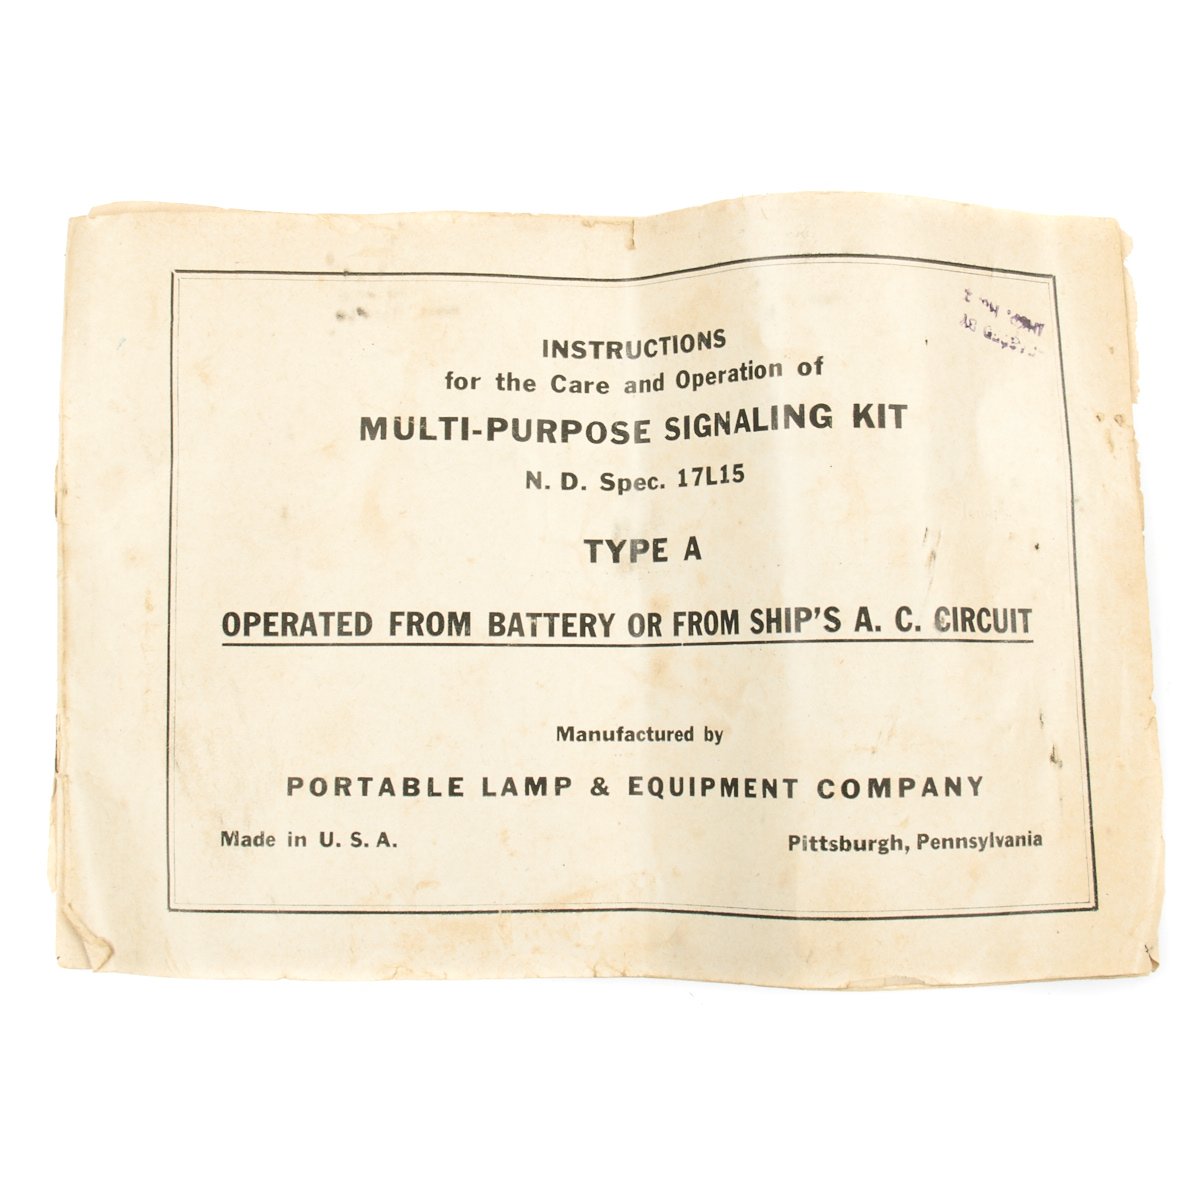 INSTRUCTIONS
for the Care and Operation of
MULTI-PURPOSE SIGNALING KIT
N. D. Spec. 17L15
TYPE A
OPERATED FROM BATTERY OR FROM SHIP'S A. C. CIRCUIT
Manufactured by
PORTABLE LAMP & EQUIPMENT COMPANY
Made in U. S. A.
Pittsburgh, Pennsylvania